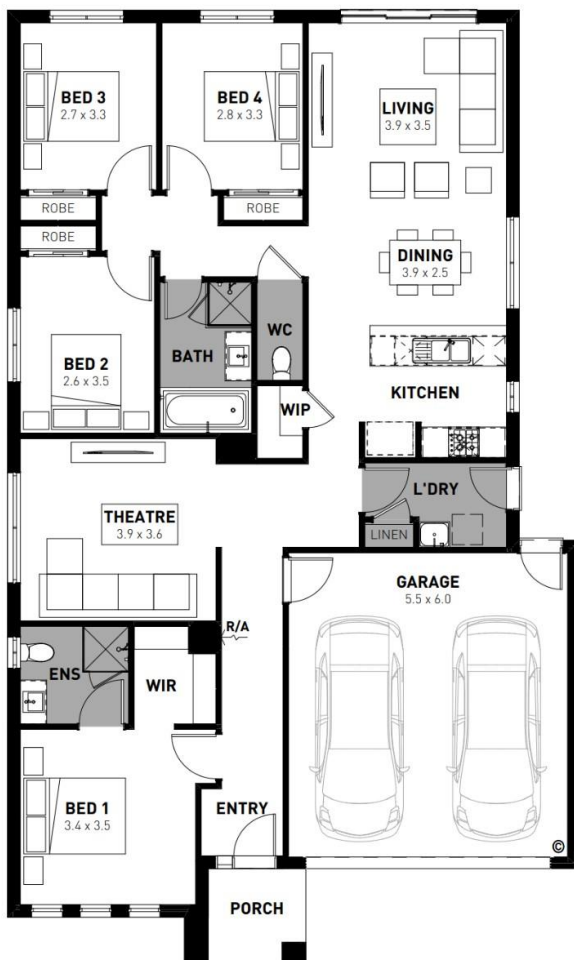 BED 3
2.7 x 3.3
BED 4
2.8 x 3.3
LIVING
3.9 x 3.5
ROBE
ROBE
ROBE
DINING
3.9 x 2.5
BED 2
2.6 x 3.5
BATH
WC
KITCHEN
WIP
L'DRY
LINEN
THEATRE
3.9 x 3.6
GARAGE
5.5 x 6.0
R/A
ENS
WIR
BED 1
3.4 x 3.5
ENTRY
©
PORCH